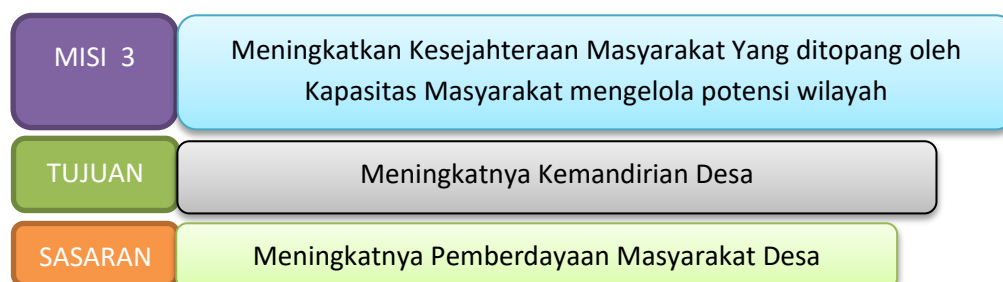 MISI 3
Meningkatkan Kesejahteraan Masyarakat Yang ditopang oleh
Kapasitas Masyarakat mengelola potensi wilayah
TUJUAN
Meningkatnya Kemandirian Desa
SASARAN
Meningkatnya Pemberdayaan Masyarakat Desa